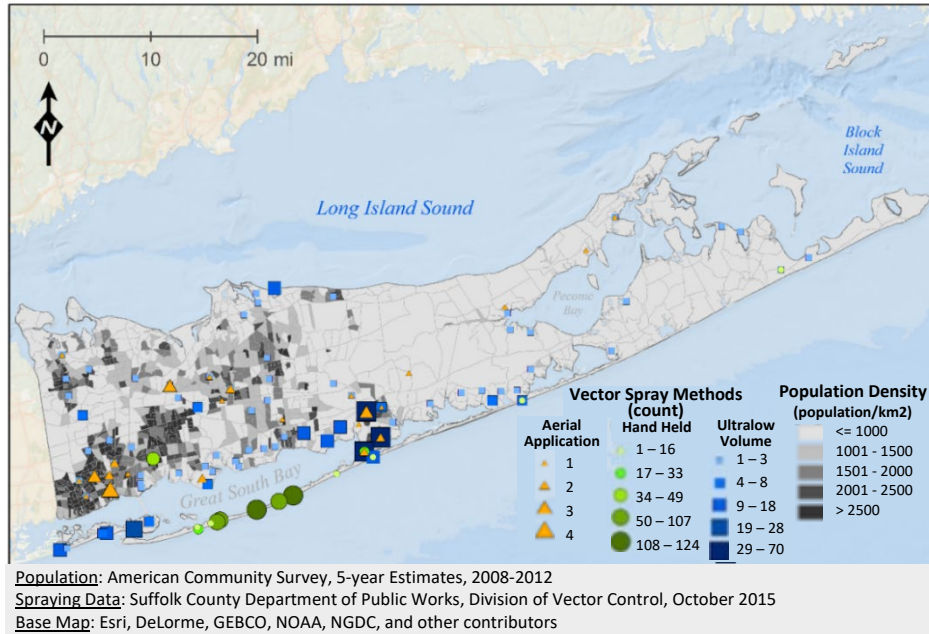 0 10 20 mi
N
Long Island Sound
Block
Island
Sound
Peconic
Bay
Great South Bay
Vector Spray Methods
(count)
Aerial
Application
1
2
3
4
Hand Held
1 – 16
17 – 33
34 – 49
50 – 107
108 – 124
Ultralow
Volume
1 – 3
4 – 8
9 – 18
19 – 28
29 – 70
Population Density
(population/km2)
<= 1000
1001 - 1500
1501 - 2000
2001 - 2500
> 2500
Population: American Community Survey, 5-year Estimates, 2008-2012
Spraying Data: Suffolk County Department of Public Works, Division of Vector Control, October 2015
Base Map: Esri, DeLorme, GEBCO, NOAA, NGDC, and other contributors